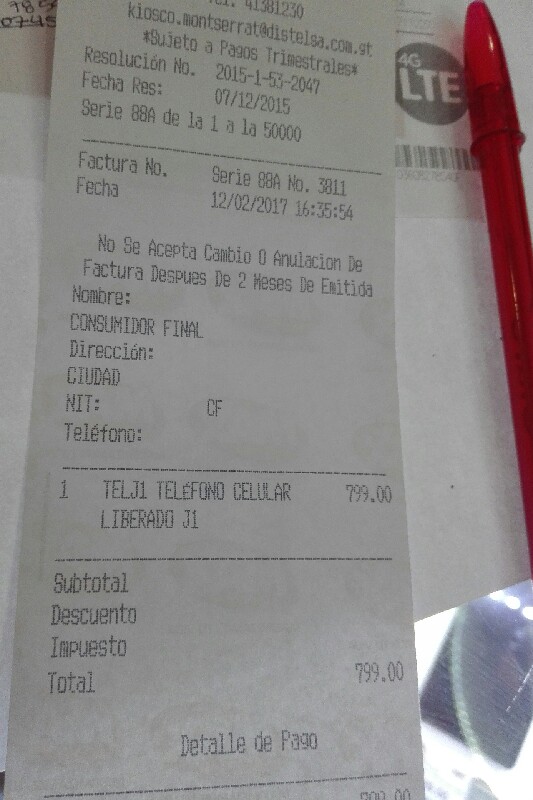 41381230
kiosco.montserrat@distelsa.com.gt
*Sujeto a Pagos Trimestrales*
Resolución No. 2015-1-53-2047
Fecha Res: 07/12/2015
Serie 88A de la 1 a la 50000
Factura No. Serie 88A No. 3811
Fecha 12/02/2017 16:35:54
No Se Acepta Cambio O Anulacion De
Factura Despues De 2 Meses De Emitida
Nombre:
CONSUMIDOR FINAL
Dirección:
CIUDAD
NIT: CF
Teléfono:
1 TELJ1 TELÉFONO CELULAR 799.00
LIBERADO J1
Subtotal
Descuento
Impuesto
Total 799.00
Detalle de Pago
799.00
4G
LTE